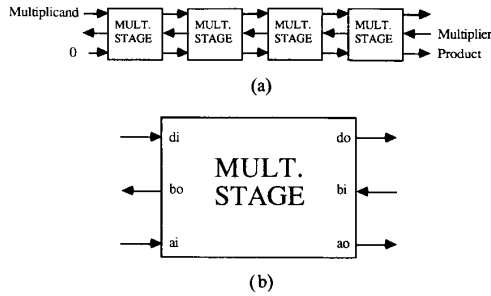 Multiplicand
MULT. STAGE
MULT. STAGE
MULT. STAGE
MULT. STAGE
Multiplier
0
Product
(a)
di
do
MULT.
STAGE
bo
bi
ai
ao
(b)